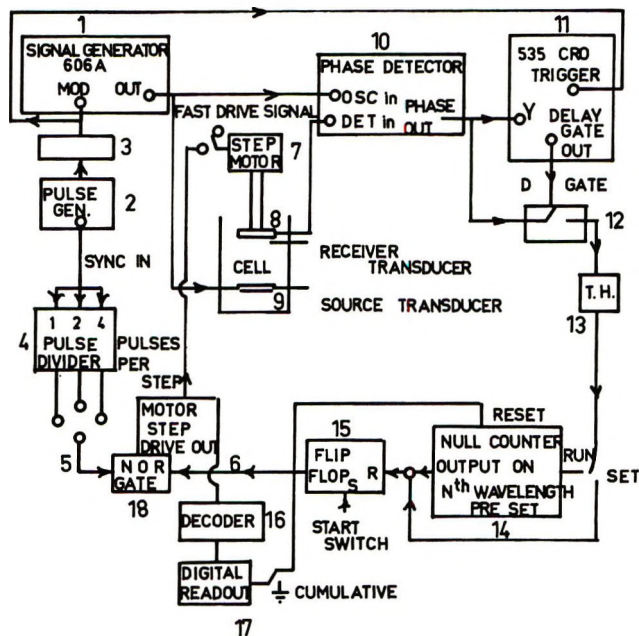 1
SIGNAL GENERATOR
606A
MOD
OUT
3
PULSE
GEN.
2
SYNC IN
4
1 2 4
PULSE
DIVIDER
PULSES
PER
STEP
5
MOTOR
STEP
DRIVE OUT
NOR
GATE
18
6
FAST DRIVE SIGNAL
STEP
MOTOR
7
8
CELL
9
RECEIVER
TRANSDUCER
SOURCE TRANSDUCER
10
PHASE DETECTOR
OSC in
DET in
PHASE
OUT
11
535 CRO
TRIGGER
Y
DELAY
GATE
OUT
D GATE
12
T.H.
13
RESET
NULL COUNTER
OUTPUT ON
Nth WAVELENGTH
PRE SET
14
RUN
SET
15
FLIP
FLOP
S
R
START
SWITCH
DECODER
16
DIGITAL
READOUT
17
CUMULATIVE